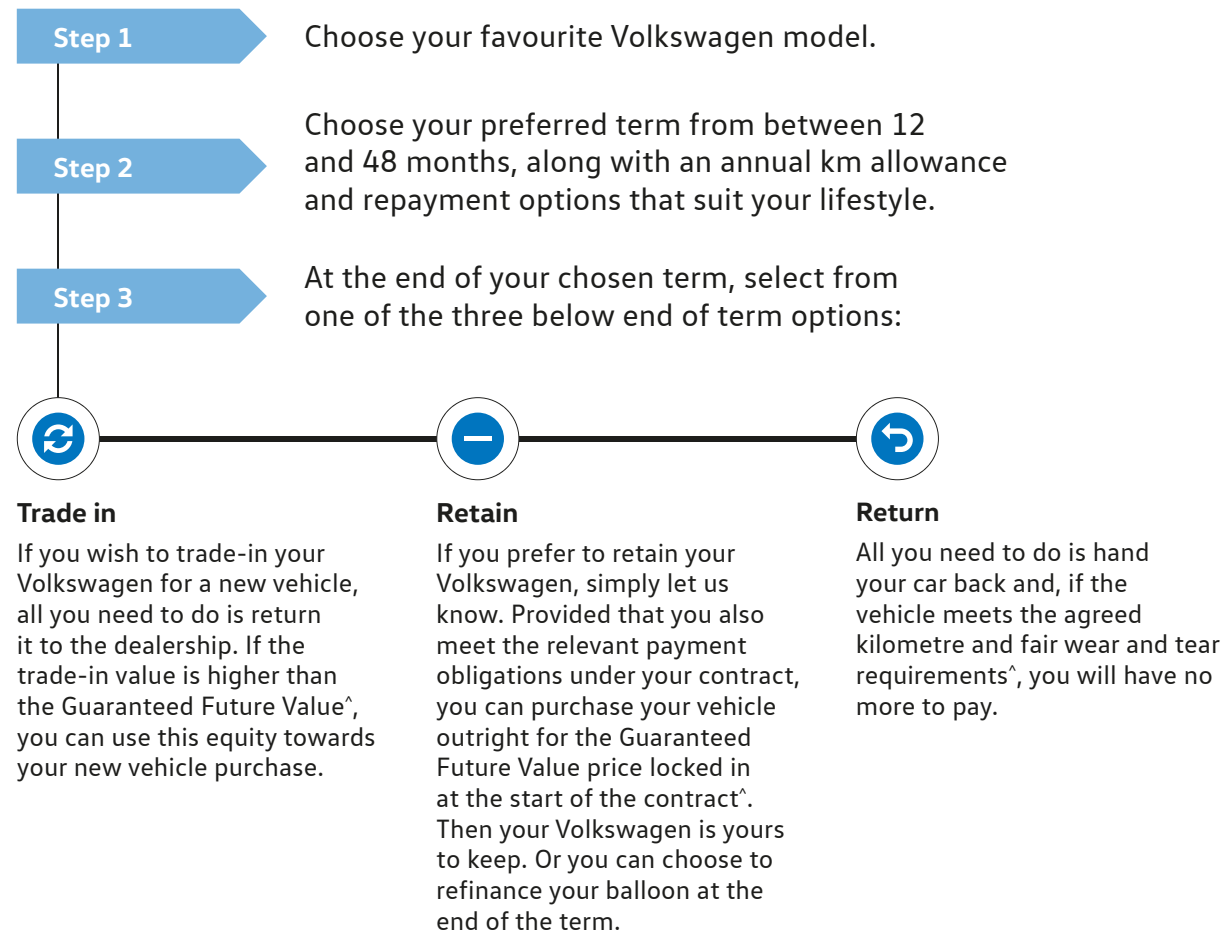 Step 1
Choose your favourite Volkswagen model.
Step 2
Choose your preferred term from between 12
and 48 months, along with an annual km allowance
and repayment options that suit your lifestyle.
Step 3
At the end of your chosen term, select from
one of the three below end of term options:
Trade in
If you wish to trade-in your
Volkswagen for a new vehicle,
all you need to do is return
it to the dealership. If the
trade-in value is higher than
the Guaranteed Future Value^,
you can use this equity towards
your new vehicle purchase.
Retain
If you prefer to retain your
Volkswagen, simply let us
know. Provided that you also
meet the relevant payment
obligations under your contract,
you can purchase your vehicle
outright for the Guaranteed
Future Value price locked in
at the start of the contract^.
Then your Volkswagen is yours
to keep. Or you can choose to
refinance your balloon at the
end of the term.
Return
All you need to do is hand
your car back and, if the
vehicle meets the agreed
kilometre and fair wear and tear
requirements^, you will have no
more to pay.